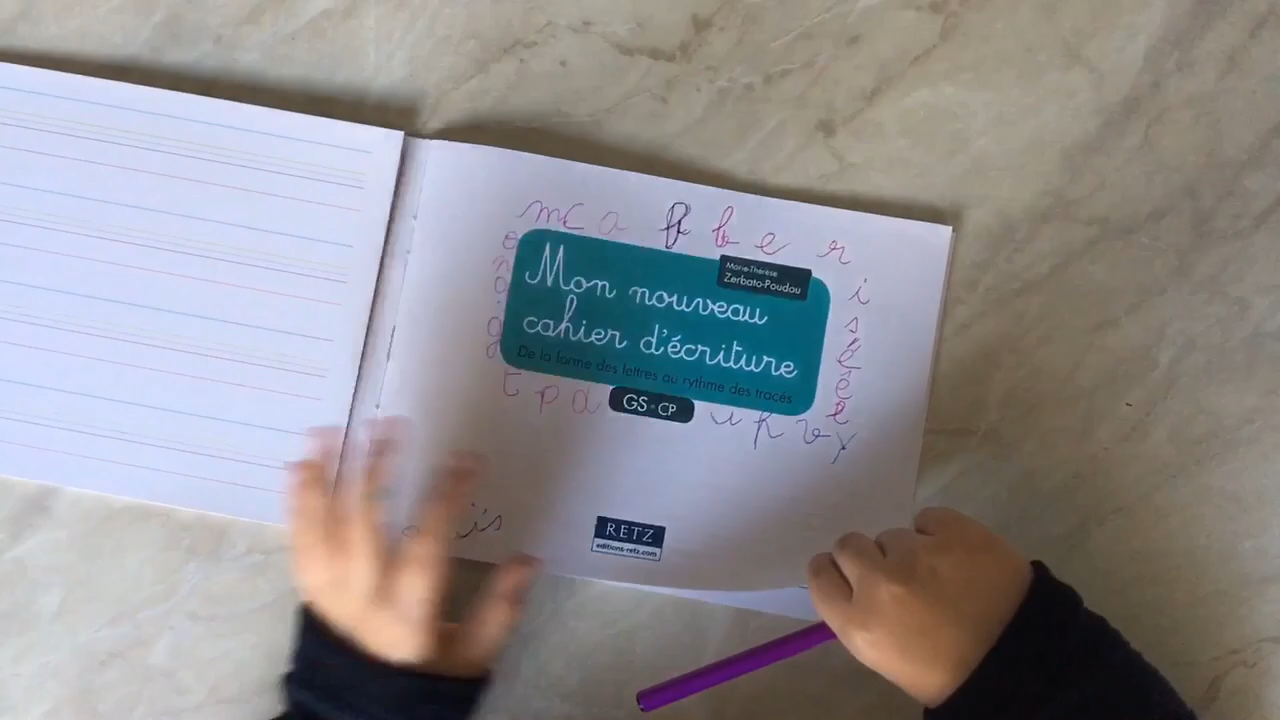 m c a f b e r
Marie-Thérèse
Zerbato-Poudou
Mon nouveau
cahier d'écriture
De la forme des lettres au rythme des tracés
GS-CP
i
s
t p a
u h v y
RETZ
editions-retz.com